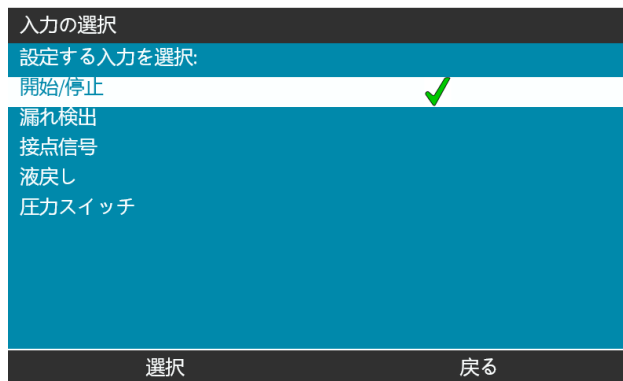 入力の選択
設定する入力を選択:
開始/停止
漏れ検出
接点信号
液戻し
圧力スイッチ
選択 戻る